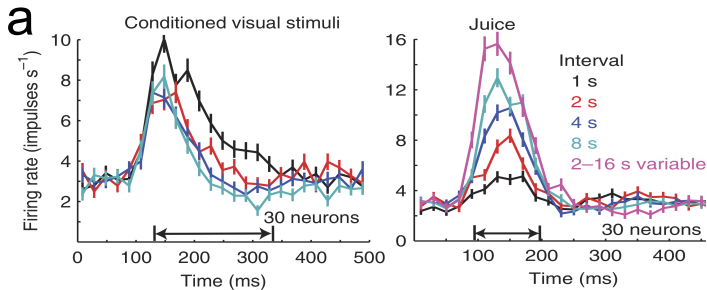 a
Conditioned visual stimuli
Firing rate (impulses s⁻¹)
10
8
6
4
2
30 neurons
0 100 200 300 400 500
Time (ms)
Juice
16
12
8
4
0
Interval
1 s
2 s
4 s
8 s
2–16 s variable
30 neurons
100 200 300 400
Time (ms)